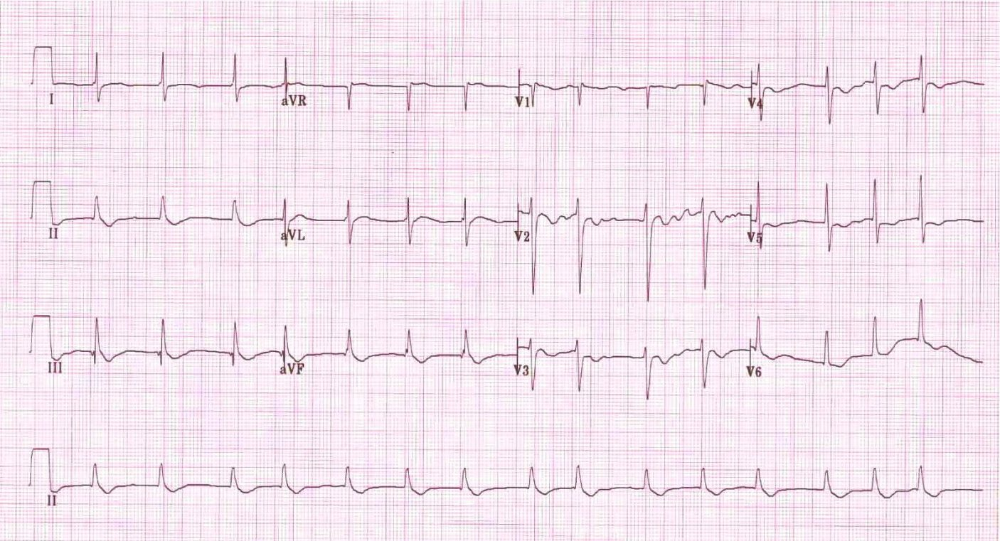 I aVR V1 V4
II aVL V2 V5
III aVF V3 V6
II